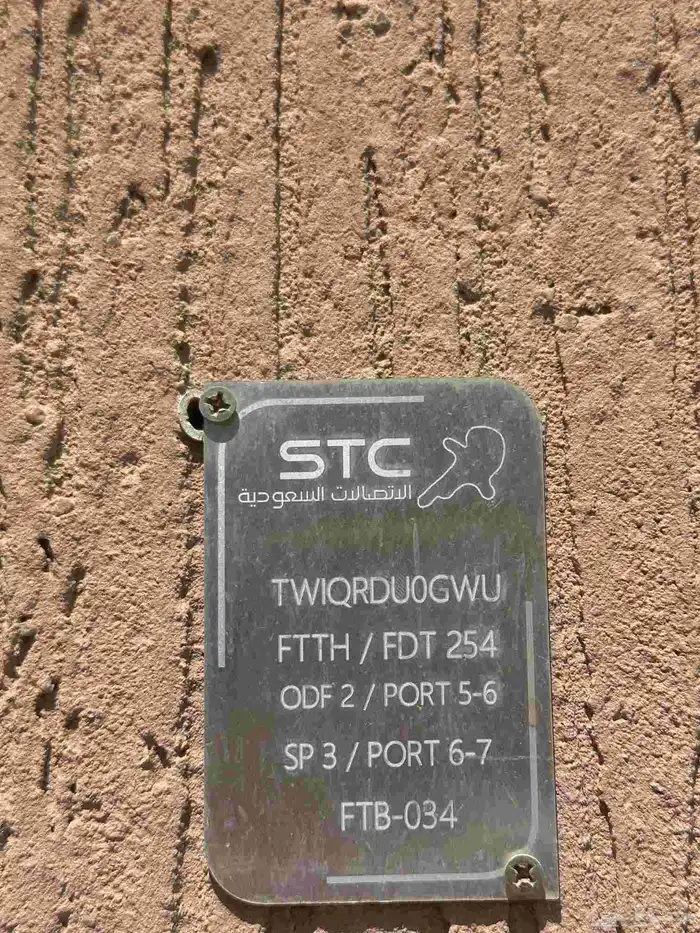 STC
الاتصالات السعودية
TWIQRDU0GWU
FTTH / FDT 254
ODF 2 / PORT 5-6
SP 3 / PORT 6-7
FTB-034